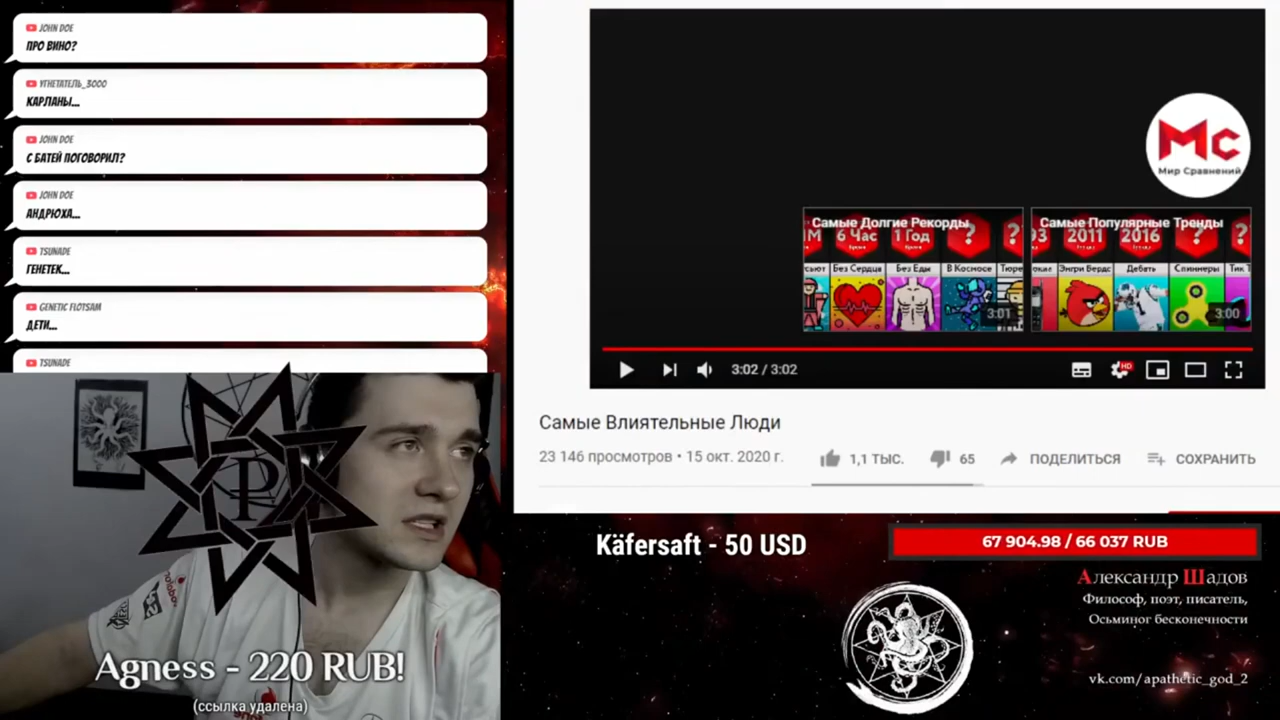 JOHN DOE
ПРО ВИНО?
УГНЕТАТЕЛЬ_3000
КАРЛАНЫ...
JOHN DOE
С БАТЕЙ ПОГОВОРИЛ?
JOHN DOE
АНДРЮХА...
TSUNADE
ГЕНЕТЕК...
GENETIC FLOTSAM
ДЕТИ...
TSUNADE
Agness - 220 RUB!
(ссылка удалена)
Мс
Мир Сравнений
Самые Долгие Рекорды
6 Час
1 Год
?
?
Без Сердца
Без Еды
В Космосе
3:01
Самые Популярные Тренды
2011
2016
?
?
Энгри Бердс
Дебать
Спиннеры
3:00
3:02 / 3:02
HD
Самые Влиятельные Люди
23 146 просмотров • 15 окт. 2020 г.
1,1 ТЫС.
65
ПОДЕЛИТЬСЯ
СОХРАНИТЬ
Käfersaft - 50 USD
67 904.98 / 66 037 RUB
Александр Шадов
Философ, поэт, писатель,
Осьминог бесконечности
vk.com/apathetic_god_2